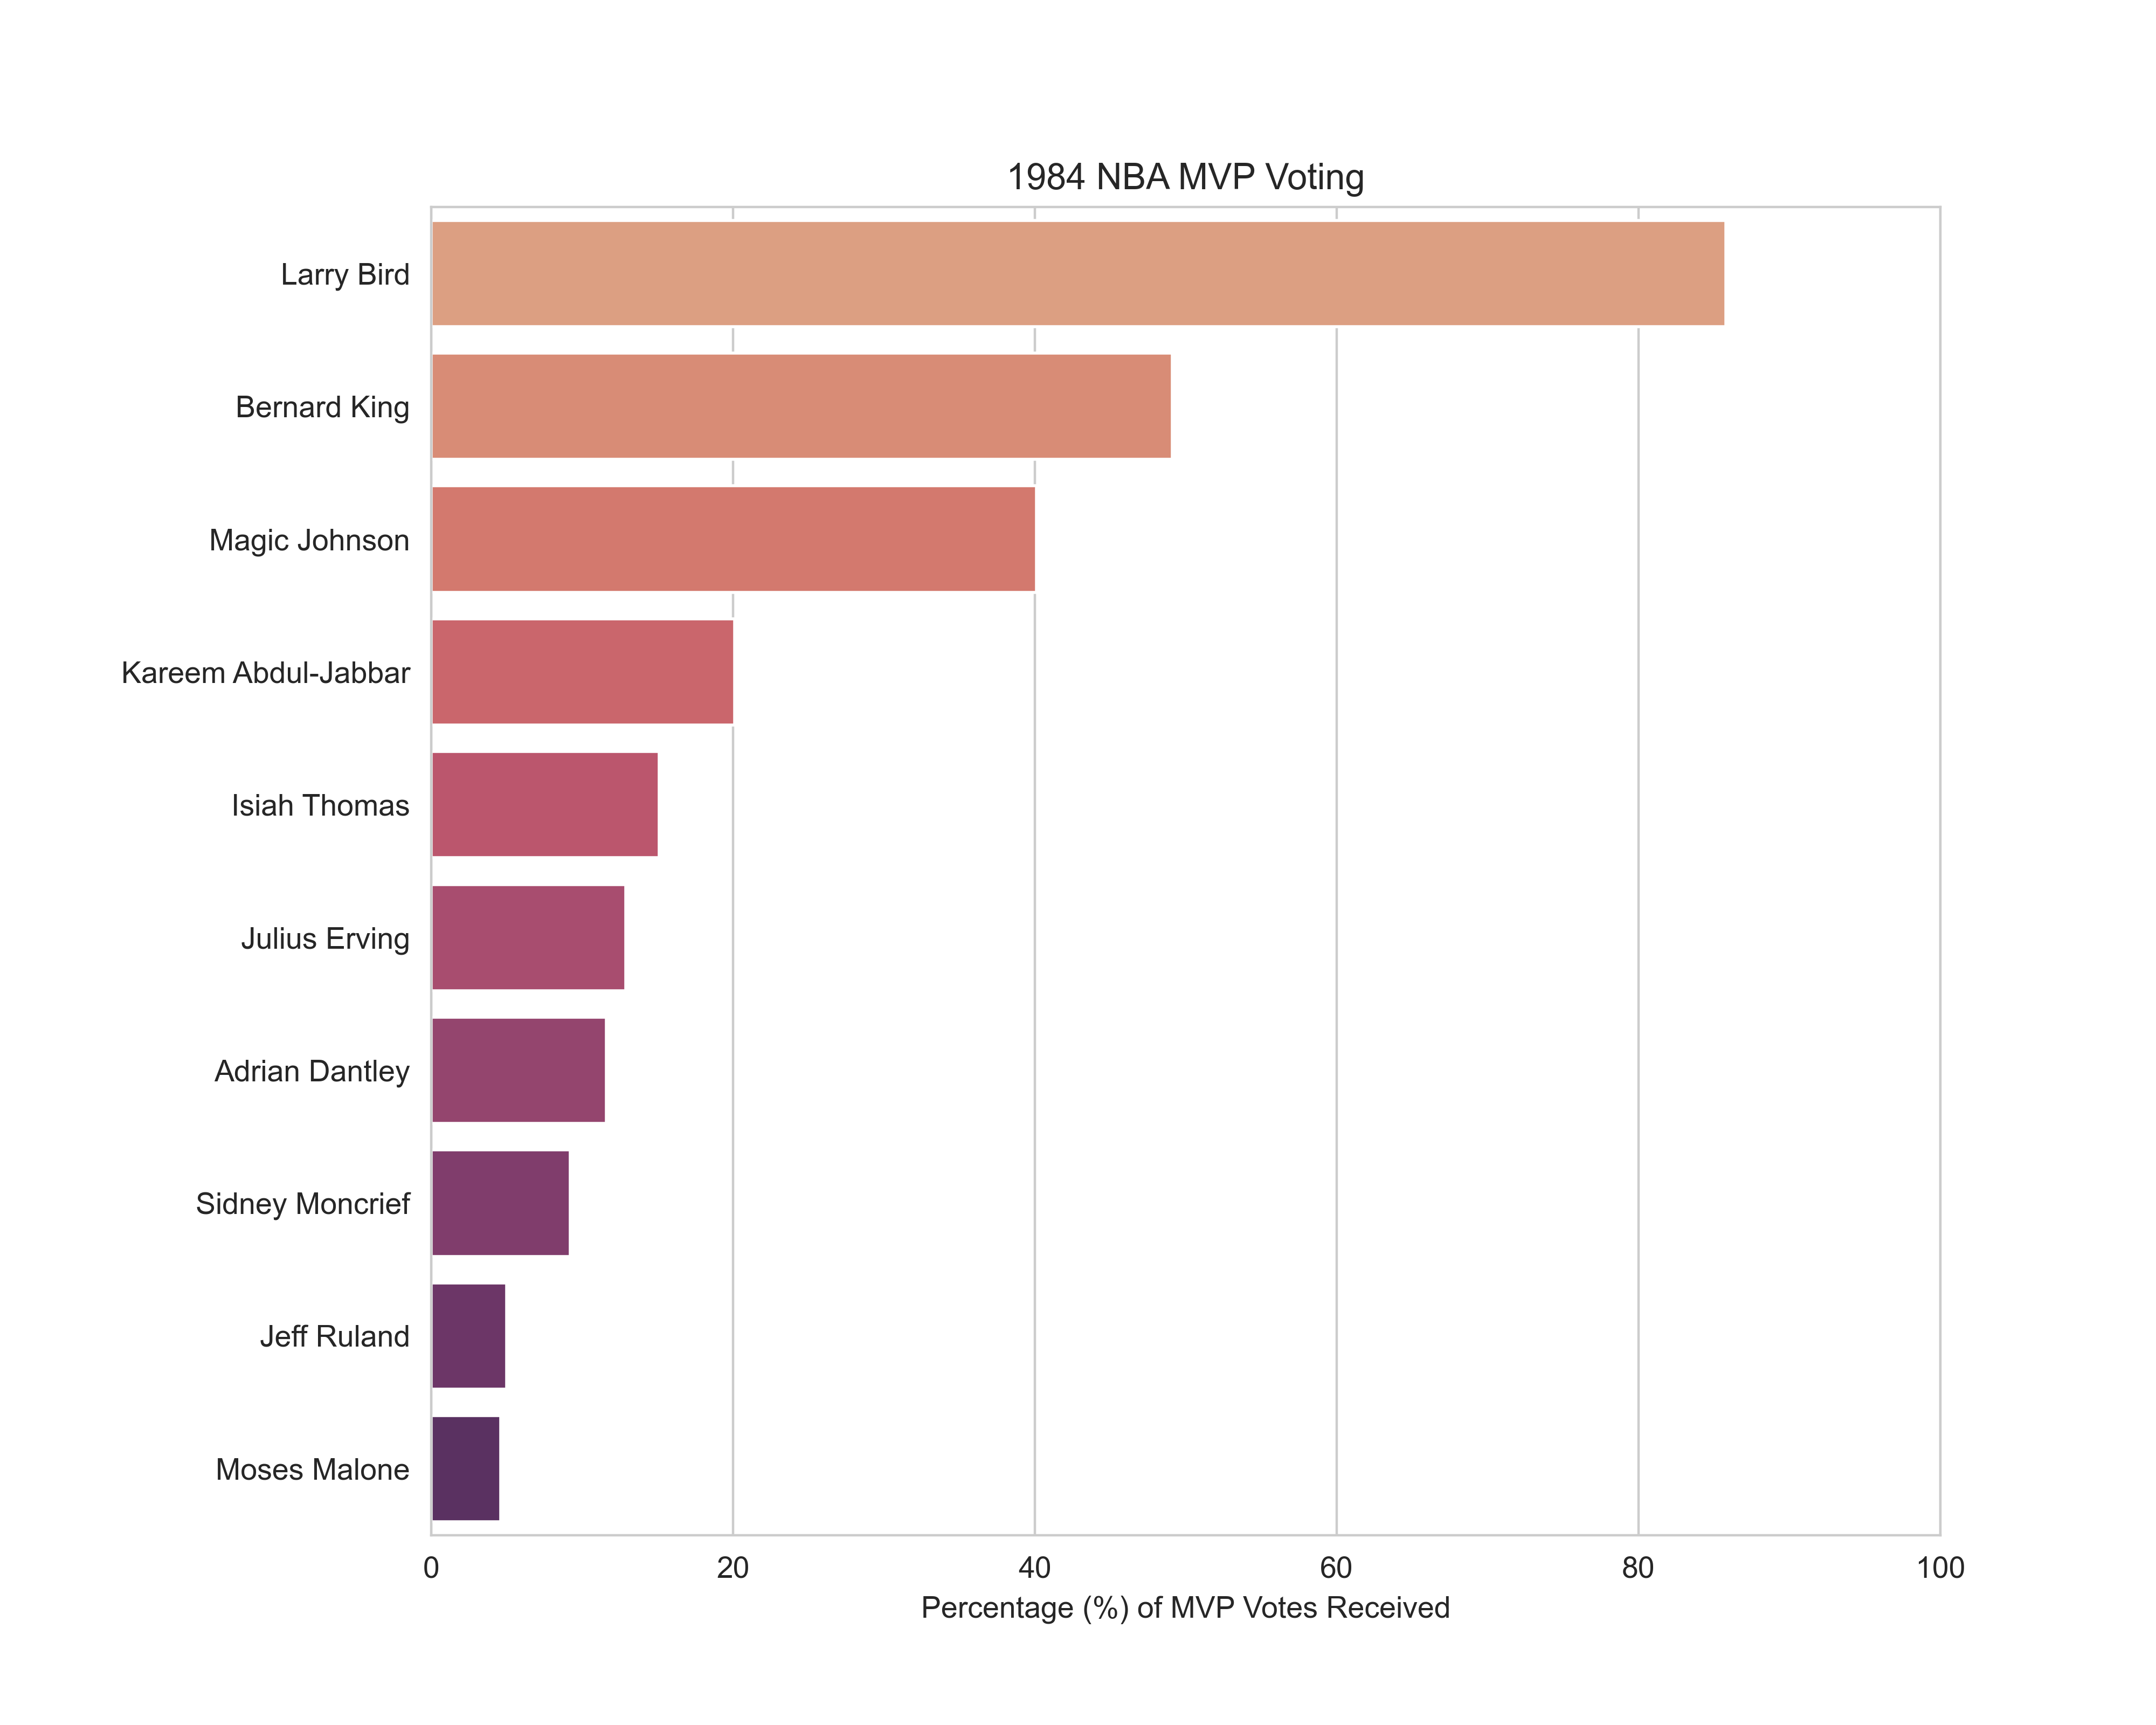 1984 NBA MVP Voting
Larry Bird
Bernard King
Magic Johnson
Kareem Abdul-Jabbar
Isiah Thomas
Julius Erving
Adrian Dantley
Sidney Moncrief
Jeff Ruland
Moses Malone
0 20 40 60 80 100
Percentage (%) of MVP Votes Received